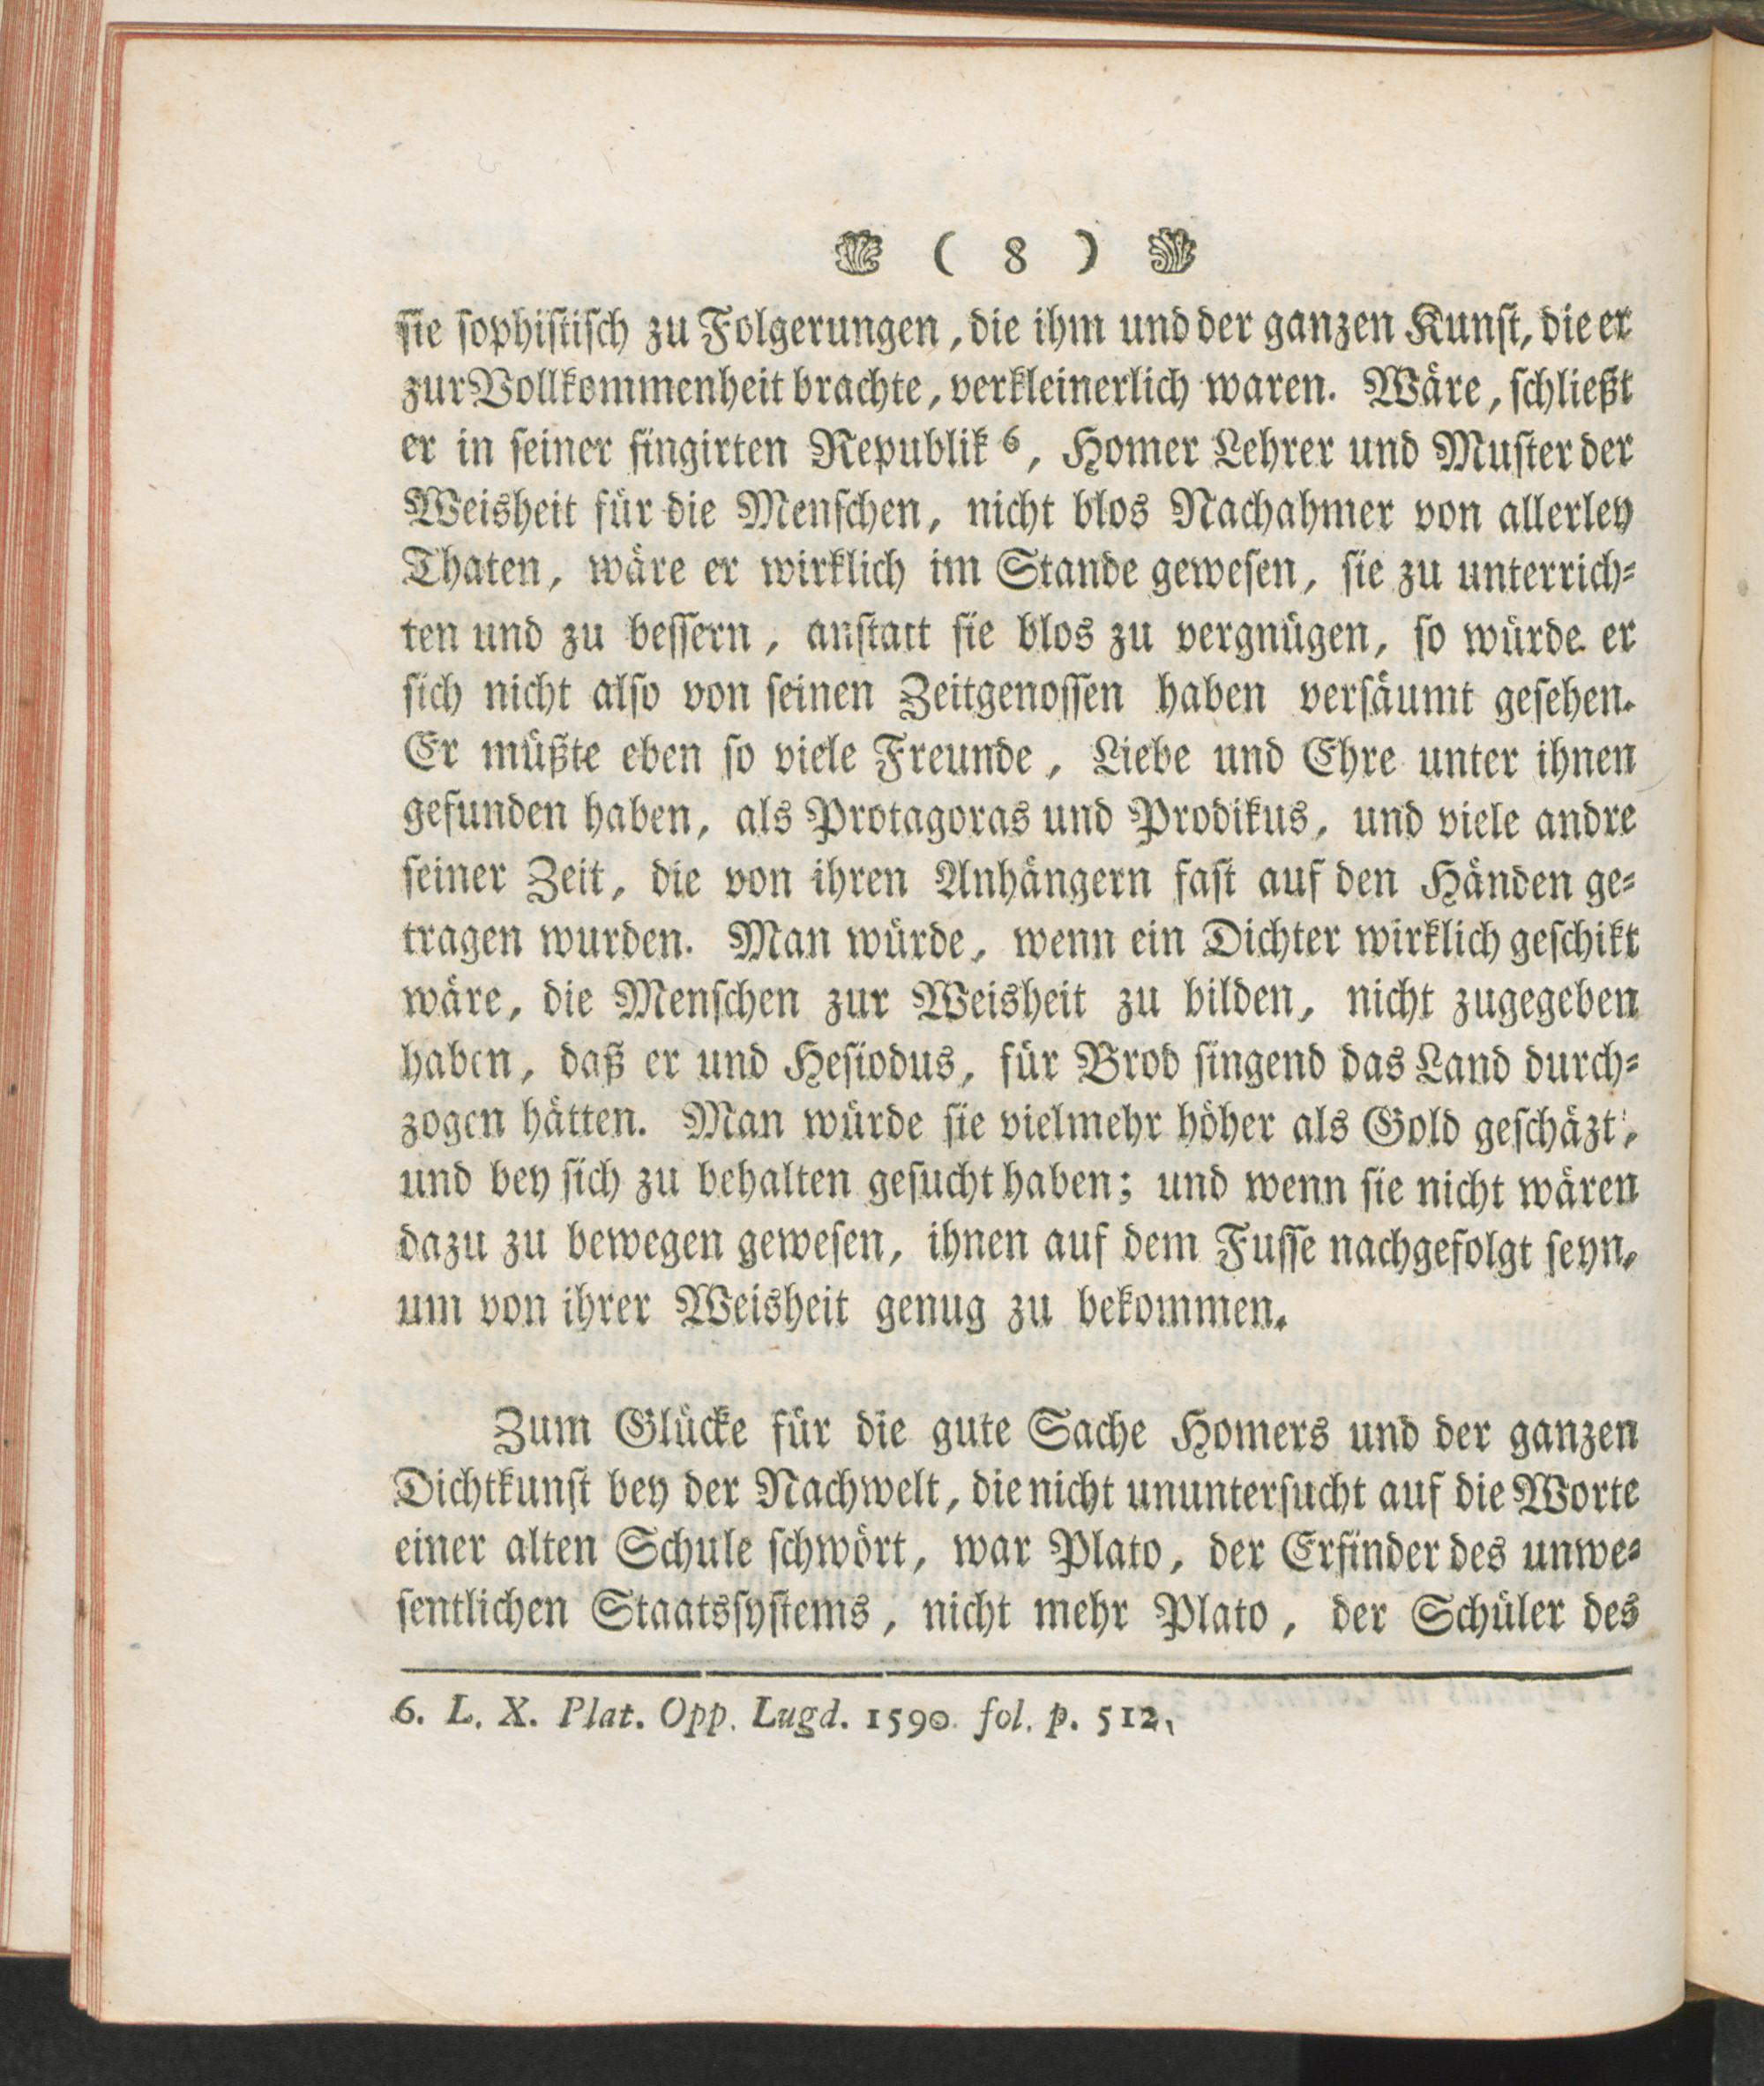 ( 8 )
sie sophistisch zu Folgerungen, die ihm und der ganzen Kunst, die er
zur Vollkommenheit brachte, verkleinerlich waren. Wäre, schließt
er in seiner fingirten Republik 6, Homer Lehrer und Muster der
Weisheit für die Menschen, nicht blos Nachahmer von allerley
Thaten, wäre er wirklich im Stande gewesen, sie zu unterrich-
ten und zu bessern, anstatt sie blos zu vergnügen, so würde er
sich nicht also von seinen Zeitgenossen haben versäumt gesehen.
Er müßte eben so viele Freunde, Liebe und Ehre unter ihnen
gefunden haben, als Protagoras und Prodikus, und viele andre
seiner Zeit, die von ihren Anhängern fast auf den Händen ge-
tragen wurden. Man würde, wenn ein Dichter wirklich geschikt
wäre, die Menschen zur Weisheit zu bilden, nicht zugegeben
haben, daß er und Hesiodus, für Brod singend das Land durch-
zogen hätten. Man würde sie vielmehr höher als Gold geschäzt,
und bey sich zu behalten gesucht haben; und wenn sie nicht wären
dazu zu bewegen gewesen, ihnen auf dem Fusse nachgefolgt seyn,
um von ihrer Weisheit genug zu bekommen.
Zum Glücke für die gute Sache Homers und der ganzen
Dichtkunst bey der Nachwelt, die nicht ununtersucht auf die Worte
einer alten Schule schwört, war Plato, der Erfinder des unwe-
sentlichen Staatssystems, nicht mehr Plato, der Schüler des
6. L. X. Plat. Opp. Lugd. 1590. fol. p. 512.